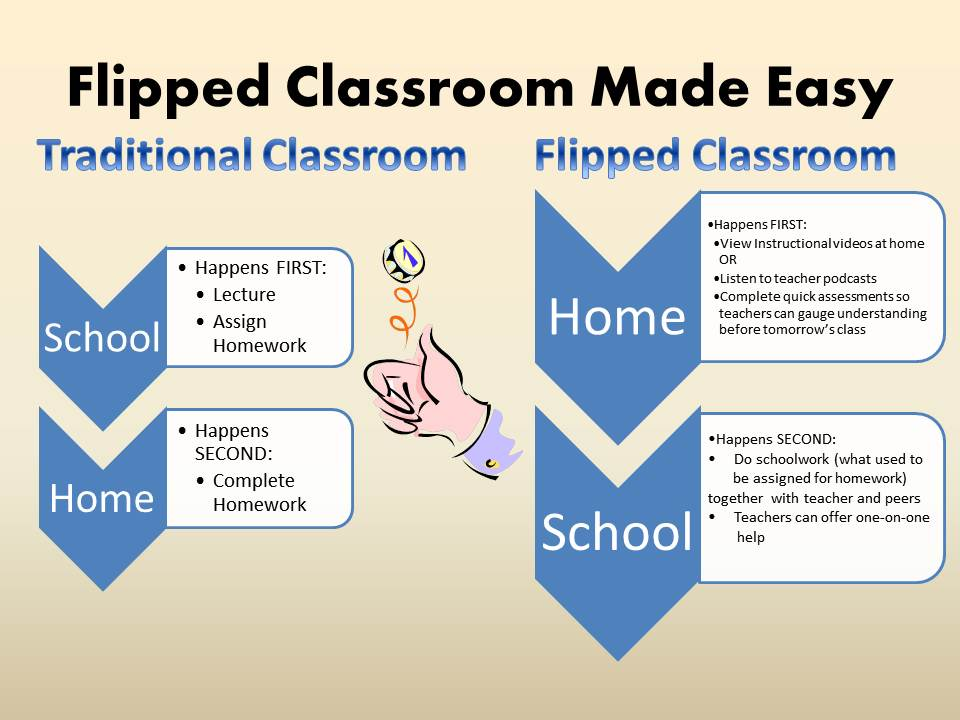 Flipped Classroom Made Easy
Traditional Classroom
School
• Happens FIRST:
• Lecture
• Assign
Homework
Home
• Happens
SECOND:
• Complete
Homework
Flipped Classroom
Home
•Happens FIRST:
•View Instructional videos at home
OR
•Listen to teacher podcasts
•Complete quick assessments so
teachers can gauge understanding
before tomorrow's class
School
•Happens SECOND:
• Do schoolwork (what used to
be assigned for homework)
together with teacher and peers
• Teachers can offer one-on-one
help